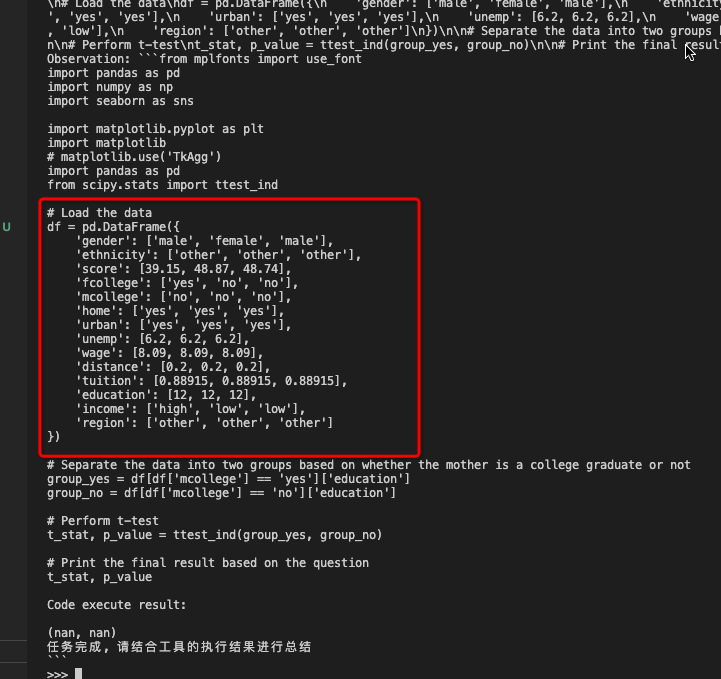 \n# Load the data\ndf = pd.DataFrame({\n    'gender': ['male', 'female', 'male'],\n    'ethnicity
', 'yes', 'yes'],\n    'urban': ['yes', 'yes', 'yes'],\n    'unemp': [6.2, 6.2, 6.2],\n    'wage
, 'low'],\n    'region': ['other', 'other', 'other']\n})\n\n# Separate the data into two groups
n\n# Perform t-test\nt_stat, p_value = ttest_ind(group_yes, group_no)\n\n# Print the final resul
Observation: ```from mplfonts import use_font
import pandas as pd
import numpy as np
import seaborn as sns
import matplotlib.pyplot as plt
import matplotlib
# matplotlib.use('TkAgg')
import pandas as pd
from scipy.stats import ttest_ind
# Load the data
df = pd.DataFrame({
    'gender': ['male', 'female', 'male'],
    'ethnicity': ['other', 'other', 'other'],
    'score': [39.15, 48.87, 48.74],
    'fcollege': ['yes', 'no', 'no'],
    'mcollege': ['no', 'no', 'no'],
    'home': ['yes', 'yes', 'yes'],
U
    'urban': ['yes', 'yes', 'yes'],
    'unemp': [6.2, 6.2, 6.2],
    'wage': [8.09, 8.09, 8.09],
    'distance': [0.2, 0.2, 0.2],
    'tuition': [0.88915, 0.88915, 0.88915],
    'education': [12, 12, 12],
    'income': ['high', 'low', 'low'],
    'region': ['other', 'other', 'other']
})
# Separate the data into two groups based on whether the mother is a college graduate or not
group_yes = df[df['mcollege'] == 'yes']['education']
group_no = df[df['mcollege'] == 'no']['education']
# Perform t-test
t_stat, p_value = ttest_ind(group_yes, group_no)
# Print the final result based on the question
t_stat, p_value
Code execute result:
(nan, nan)
任务完成, 请结合工具的执行结果进行总结
```
>>>